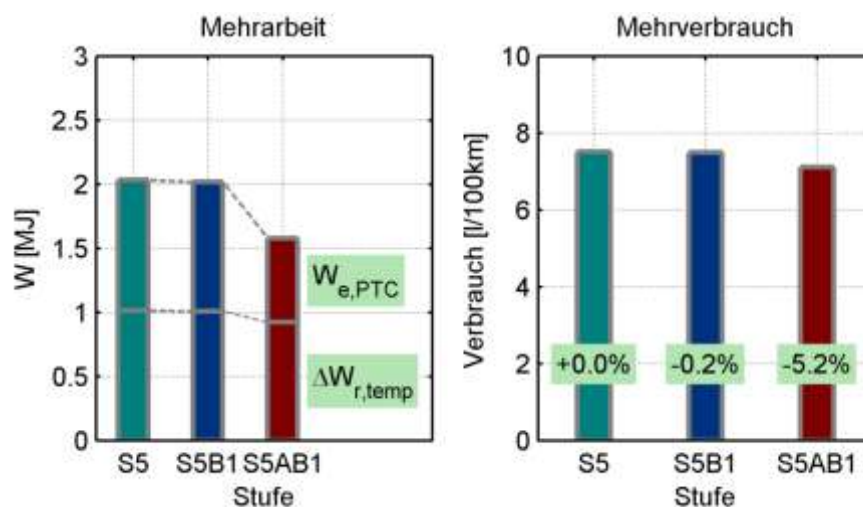 Mehrarbeit
3
2.5
2
1.5
1
0.5
0
W [MJ]
W_e,PTC
ΔW_r,temp
S5 S5B1 S5AB1
Stufe
Mehrverbrauch
10
8
6
4
2
0
Verbrauch [l/100km]
+0.0% -0.2% -5.2%
S5 S5B1 S5AB1
Stufe